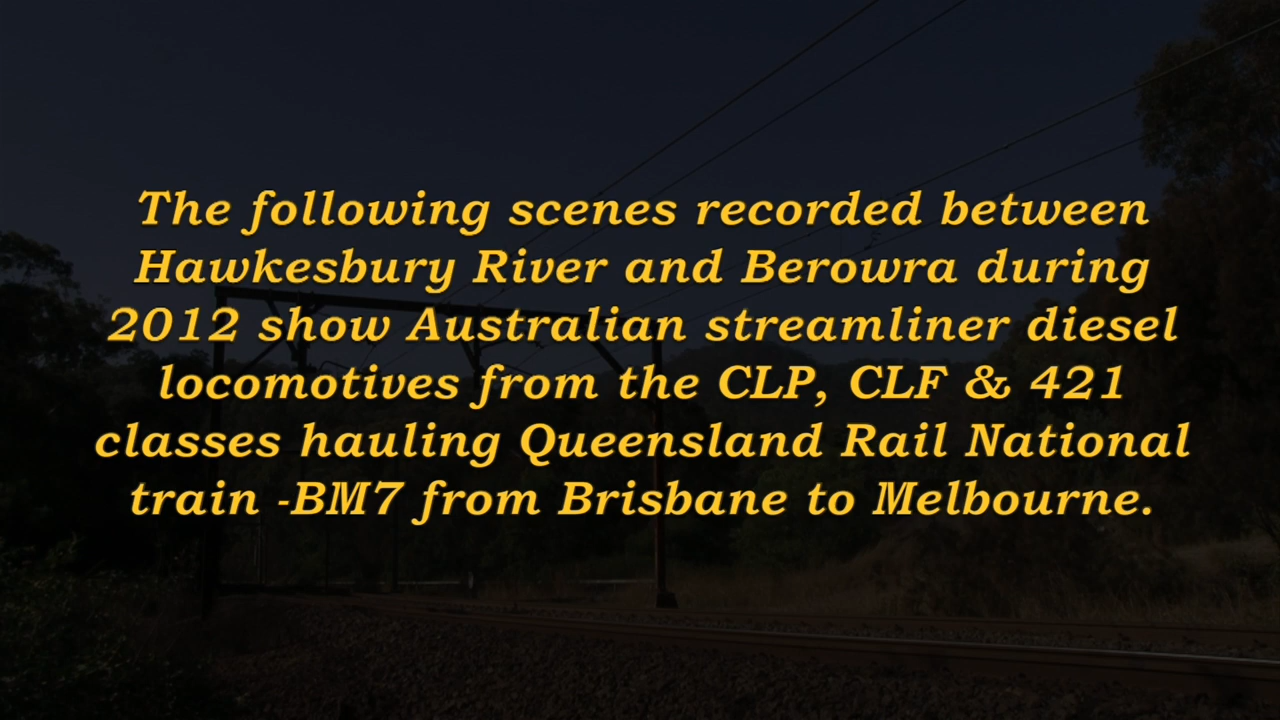 The following scenes recorded between
Hawkesbury River and Berowra during
2012 show Australian streamliner diesel
locomotives from the CLP, CLF & 421
classes hauling Queensland Rail National
train -BM7 from Brisbane to Melbourne.